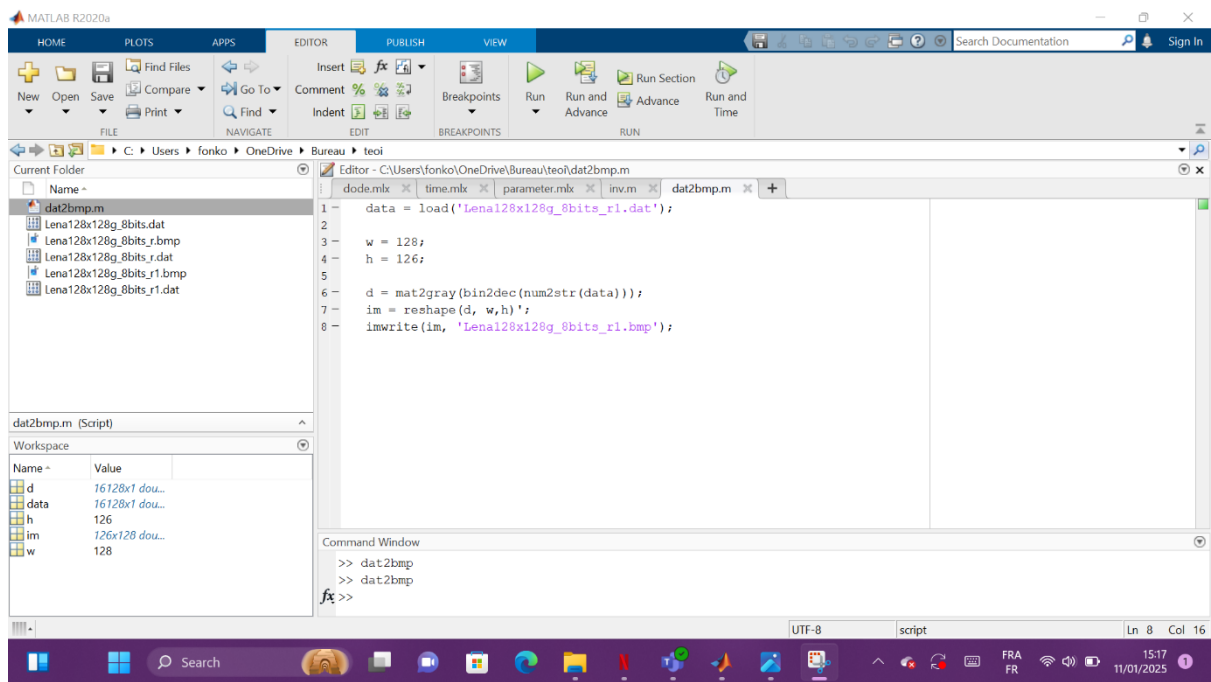 MATLAB R2020a
HOME PLOTS APPS EDITOR PUBLISH VIEW Search Documentation Sign In
New Open Save Find Files Compare Print
FILE
Go To Find
NAVIGATE
Insert fx
Comment %
Indent
EDIT
Breakpoints
BREAKPOINTS
Run Run and Advance Run Section Advance Run and Time
RUN
C: Users fonko OneDrive Bureau teoi
Current Folder
Name
dat2bmp.m
Lena128x128g_8bits.dat
Lena128x128g_8bits_r.bmp
Lena128x128g_8bits_r.dat
Lena128x128g_8bits_r1.bmp
Lena128x128g_8bits_r1.dat
dat2bmp.m (Script)
Workspace
Name Value
d 16128x1 dou...
data 16128x1 dou...
h 126
im 126x128 dou...
w 128
Editor - C:\Users\fonko\OneDrive\Bureau\teoi\dat2bmp.m
dode.mlx time.mlx parameter.mlx inv.m dat2bmp.m
1 data = load('Lena128x128g_8bits_r1.dat');
2
3 w = 128;
4 h = 126;
5
6 d = mat2gray(bin2dec(num2str(data)));
7 im = reshape(d, w,h)';
8 imwrite(im, 'Lena128x128g_8bits_r1.bmp');
Command Window
>> dat2bmp
>> dat2bmp
fx >>
UTF-8 script Ln 8 Col 16
Search
FRA
FR
15:17
11/01/2025
1